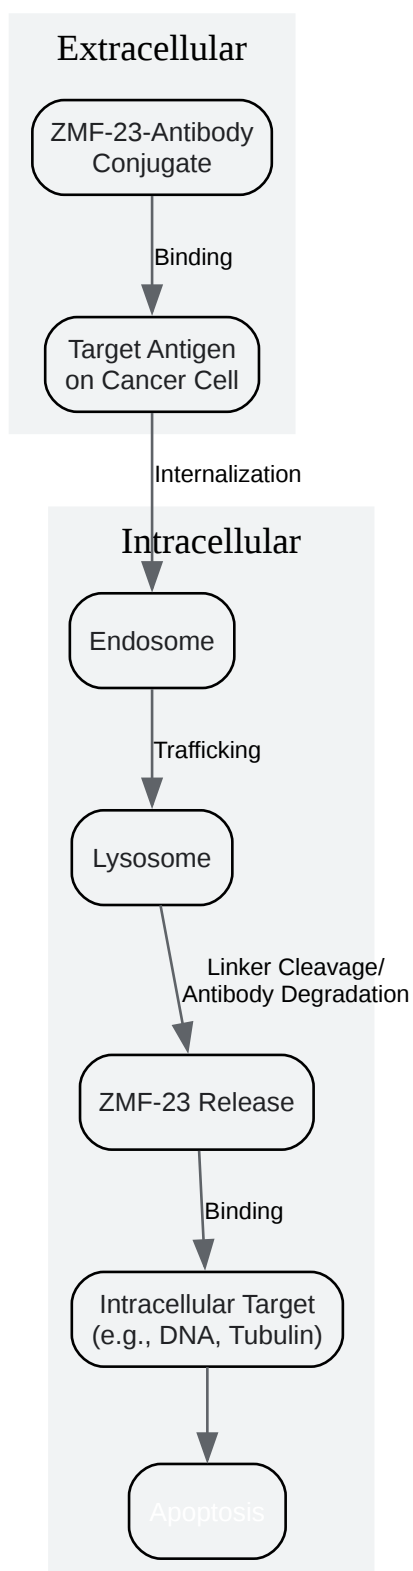 Extracellular
ZMF-23-Antibody
Conjugate
Binding
Target Antigen
on Cancer Cell
Internalization
Intracellular
Endosome
Trafficking
Lysosome
Linker Cleavage/
Antibody Degradation
ZMF-23 Release
Binding
Intracellular Target
(e.g., DNA, Tubulin)
Apoptosis